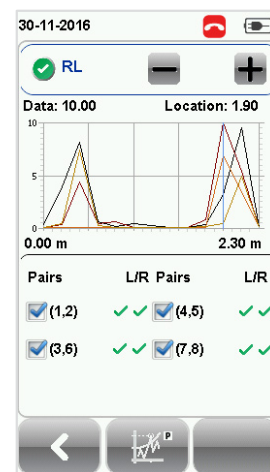 30-11-2016
RL
Data: 10.00 Location: 1.90
10
5
0
0.00 m 2.30 m
Pairs L/R Pairs L/R
(1,2) (4,5)
(3,6) (7,8)
P